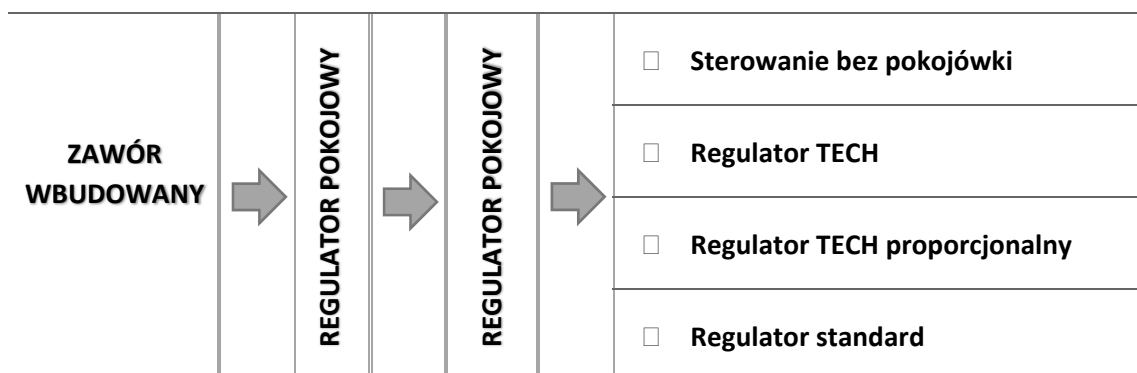 ZAWÓR
WBUDOWANY
REGULATOR POKOJOWY
REGULATOR POKOJOWY
Sterowanie bez pokojówki
Regulator TECH
Regulator TECH proporcjonalny
Regulator standard